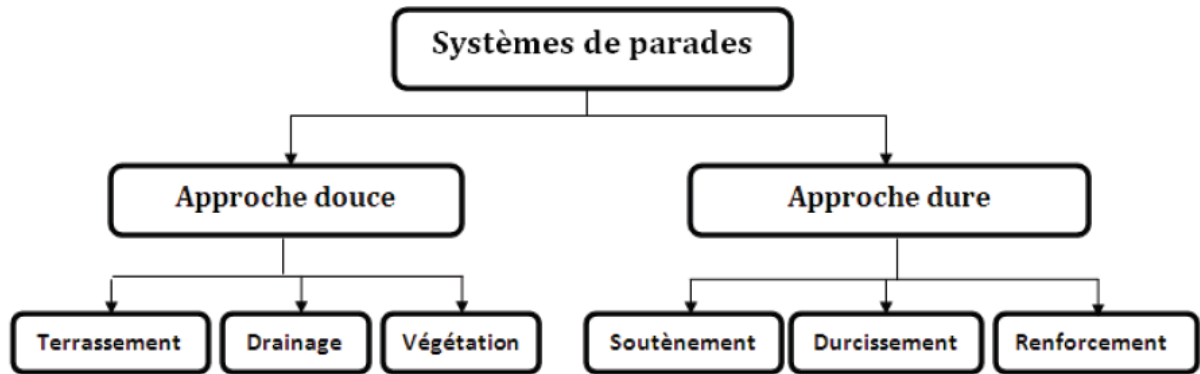 Systèmes de parades
Approche douce
Approche dure
Terrassement
Drainage
Végétation
Soutènement
Durcissement
Renforcement